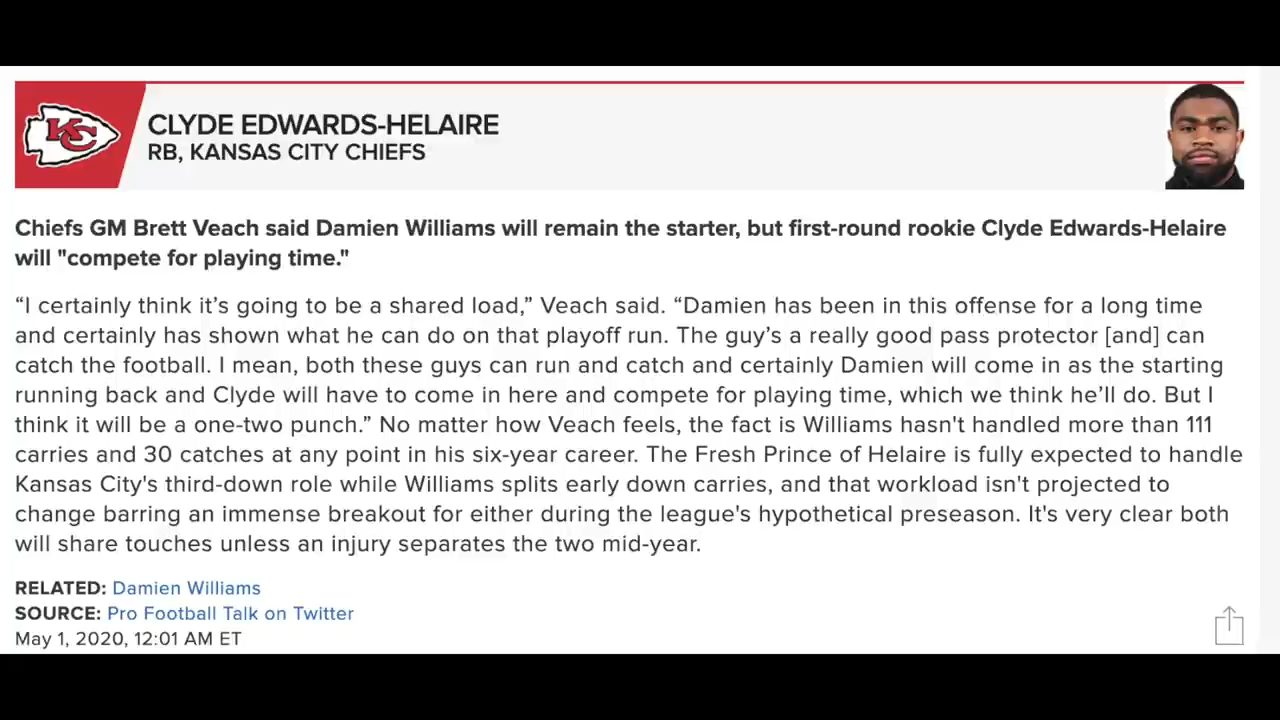 KC
CLYDE EDWARDS-HELAIRE
RB, KANSAS CITY CHIEFS
Chiefs GM Brett Veach said Damien Williams will remain the starter, but first-round rookie Clyde Edwards-Helaire
will "compete for playing time."
“I certainly think it’s going to be a shared load,” Veach said. “Damien has been in this offense for a long time
and certainly has shown what he can do on that playoff run. The guy’s a really good pass protector [and] can
catch the football. I mean, both these guys can run and catch and certainly Damien will come in as the starting
running back and Clyde will have to come in here and compete for playing time, which we think he’ll do. But I
think it will be a one-two punch.” No matter how Veach feels, the fact is Williams hasn't handled more than 111
carries and 30 catches at any point in his six-year career. The Fresh Prince of Helaire is fully expected to handle
Kansas City's third-down role while Williams splits early down carries, and that workload isn't projected to
change barring an immense breakout for either during the league's hypothetical preseason. It's very clear both
will share touches unless an injury separates the two mid-year.
RELATED: Damien Williams
SOURCE: Pro Football Talk on Twitter
May 1, 2020, 12:01 AM ET